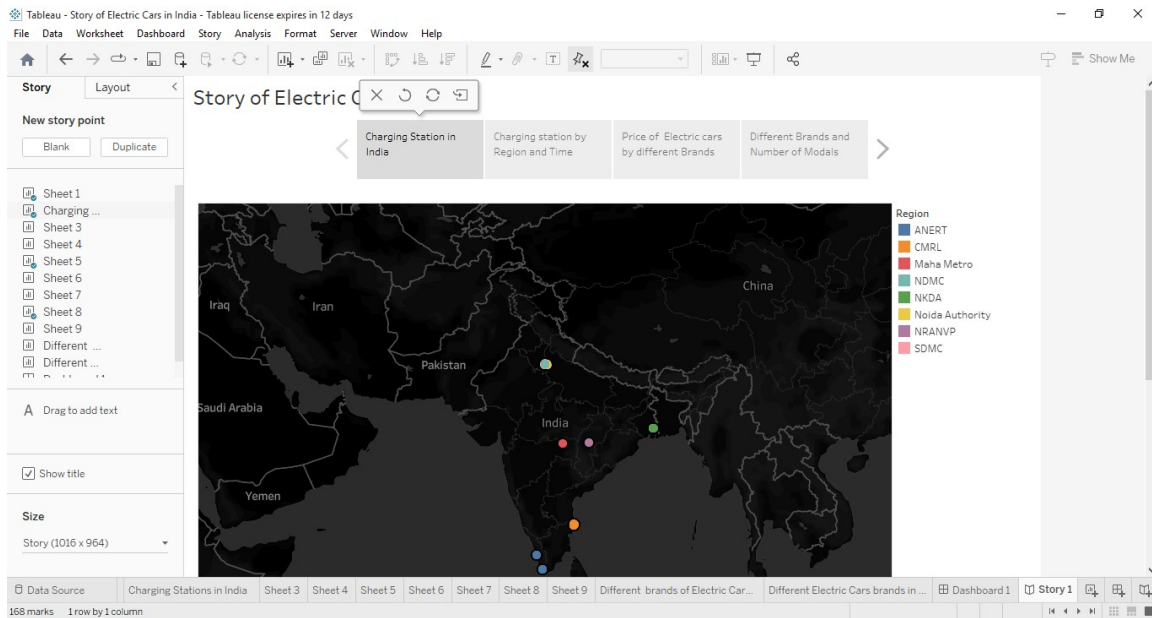 Tableau - Story of Electric Cars in India - Tableau license expires in 12 days
File Data Worksheet Dashboard Story Analysis Format Server Window Help
Show Me
Story Layout
New story point
Blank Duplicate
Sheet 1
Charging ...
Sheet 3
Sheet 4
Sheet 5
Sheet 6
Sheet 7
Sheet 8
Sheet 9
Different ...
Different ...
A Drag to add text
Show title
Size
Story (1016 x 964)
Story of Electric C
Charging Station in
India
Charging station by
Region and Time
Price of Electric cars
by different Brands
Different Brands and
Number of Modals
Iraq
Iran
China
Pakistan
Saudi Arabia
India
Yemen
Region
ANERT
CMRL
Maha Metro
NDMC
NKDA
Noida Authority
NRANVP
SDMC
Data Source Charging Stations in India Sheet 3 Sheet 4 Sheet 5 Sheet 6 Sheet 7 Sheet 8 Sheet 9 Different brands of Electric Car... Different Electric Cars brands in ... Dashboard 1 Story 1
168 marks 1 row by 1 column